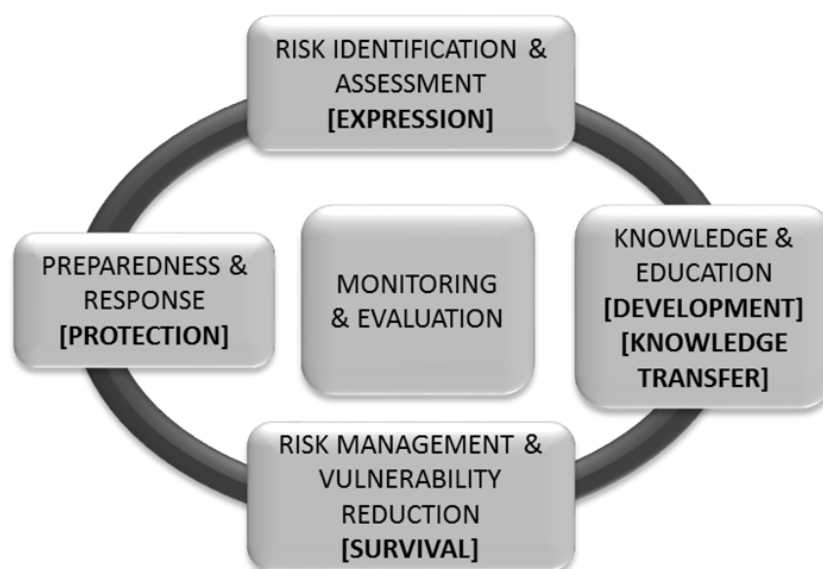 RISK IDENTIFICATION &
ASSESSMENT
[EXPRESSION]
PREPAREDNESS &
RESPONSE
[PROTECTION]
MONITORING
& EVALUATION
KNOWLEDGE &
EDUCATION
[DEVELOPMENT]
[KNOWLEDGE
TRANSFER]
RISK MANAGEMENT &
VULNERABILITY
REDUCTION
[SURVIVAL]